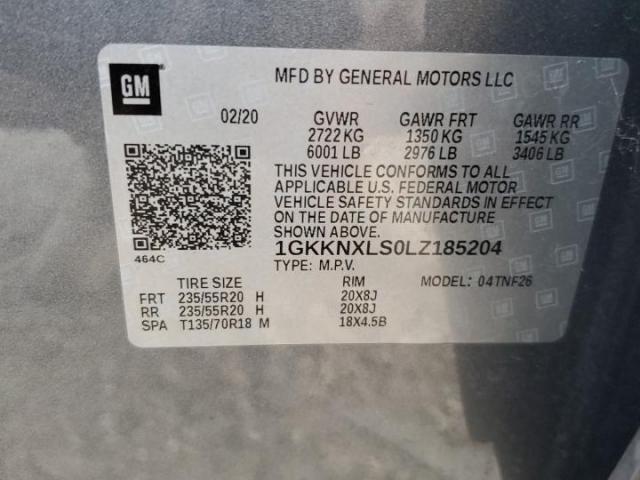 GM
MFD BY GENERAL MOTORS LLC
02/20 GVWR GAWR FRT GAWR RR
2722 KG 1350 KG 1545 KG
6001 LB 2976 LB 3406 LB
THIS VEHICLE CONFORMS TO ALL
APPLICABLE U.S. FEDERAL MOTOR
VEHICLE SAFETY STANDARDS IN EFFECT
ON THE DATE OF MANUFACTURE
SHOWN ABOVE.
464C
1GKKNXLS0LZ185204
TYPE: M.P.V. MODEL: 04TNF26
TIRE SIZE RIM
FRT 235/55R20 H 20X8J
RR 235/55R20 H 20X8J
SPA T135/70R18 M 18X4.5B